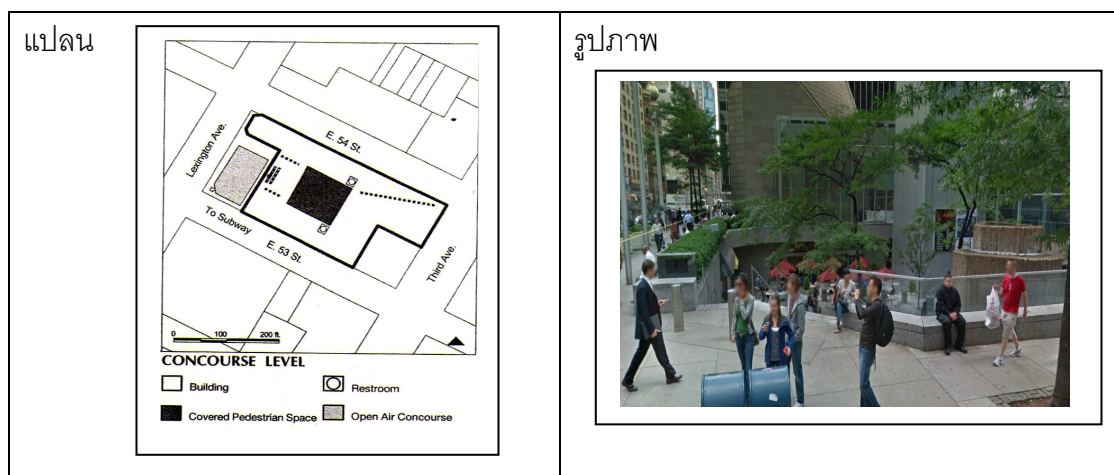 แปลน
รูปภาพ
E. 54 St.
Lexington Ave.
To Subway
E. 53 St.
Third Ave.
0 100 200 ft.
CONCOURSE LEVEL
Building
Restroom
Covered Pedestrian Space
Open Air Concourse